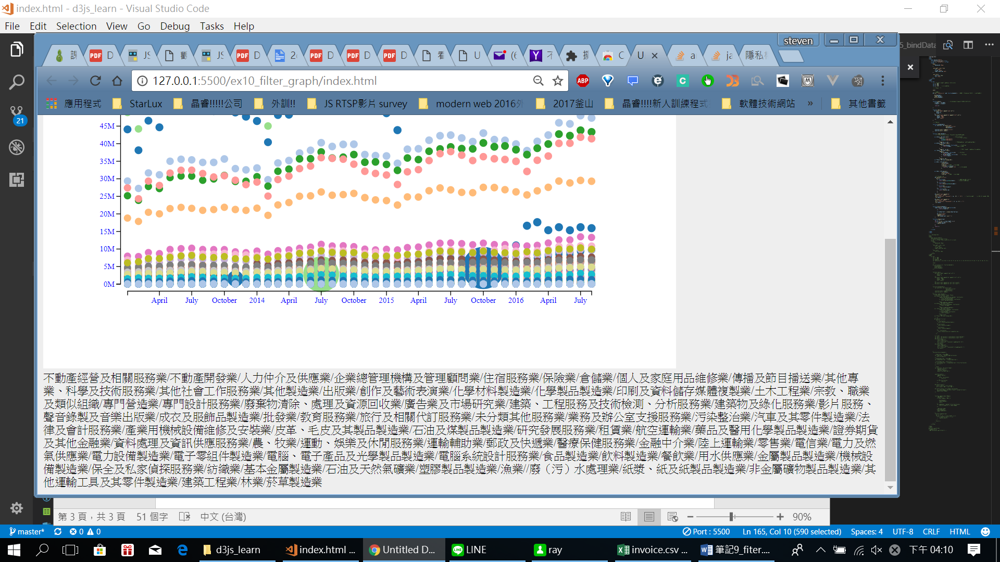 index.html - d3js_learn - Visual Studio Code
File Edit Selection View Go Debug Tasks Help
steven
5_bindData
課 PDF D JS 觀 JS PDF D 2 PDF D PDF D PDF D 看 U (6 不 擴 C U a ja 隱私
127.0.0.1:5500/ex10_filter_graph/index.html
ABP
應用程式 StarLux 晶睿!!!!!公司 外訓!! JS RTSP影片 survey modern web 2016外 2017釜山 晶睿!!!!新人訓練程式 軟體技術網站 » 其他書籤
21
45M
40M
35M
30M
25M
20M
15M
10M
5M
0M
April July October 2014 April July October 2015 April July October 2016 April July
不動產經營及相關服務業/不動產開發業/人力仲介及供應業/企業總管理機構及管理顧問業/住宿服務業/保險業/倉儲業/個人及家庭用品維修業/傳播及節目播送業/其他專
業、科學及技術服務業/其他社會工作服務業/其他製造業/出版業/創作及藝術表演業/化學材料製造業/化學製品製造業/印刷及資料儲存媒體複製業/土木工程業/宗教、職業
及類似組織/專門營造業/專門設計服務業/廢棄物清除、處理及資源回收業/廣告業及市場研究業/建築、工程服務及技術檢測、分析服務業/建築物及綠化服務業/影片服務、
聲音錄製及音樂出版業/成衣及服飾品製造業/批發業/教育服務業/旅行及相關代訂服務業/未分類其他服務業/業務及辦公室支援服務業/污染整治業/汽車及其零件製造業/法
律及會計服務業/產業用機械設備維修及安裝業/皮革、毛皮及其製品製造業/石油及煤製品製造業/研究發展服務業/租賃業/航空運輸業/藥品及醫用化學製品製造業/證券期貨
及其他金融業/資料處理及資訊供應服務業/農、牧業/運動、娛樂及休閒服務業/運輸輔助業/郵政及快遞業/醫療保健服務業/金融中介業/陸上運輸業/零售業/電信業/電力及燃
氣供應業/電力設備製造業/電子零組件製造業/電腦、電子產品及光學製品製造業/電腦系統設計服務業/食品製造業/飲料製造業/餐飲業/用水供應業/金屬製品製造業/機械設
備製造業/保全及私家偵探服務業/紡織業/基本金屬製造業/石油及天然氣礦業/塑膠製品製造業/漁業//廢（污）水處理業/紙漿、紙及紙製品製造業/非金屬礦物製品製造業/其
他運輸工具及其零件製造業/建築工程業/林業/菸草製造業
第 3 頁，共 3 頁 51 個字 中文 (台灣) 90%
master* 0 0 Port : 5500 Ln 165, Col 10 (590 selected) Spaces: 4 UTF-8 CRLF HTML
d3js_learn index.html ... Untitled D... LINE ray invoice.csv ... 筆記9_fiter.... 下午 04:10